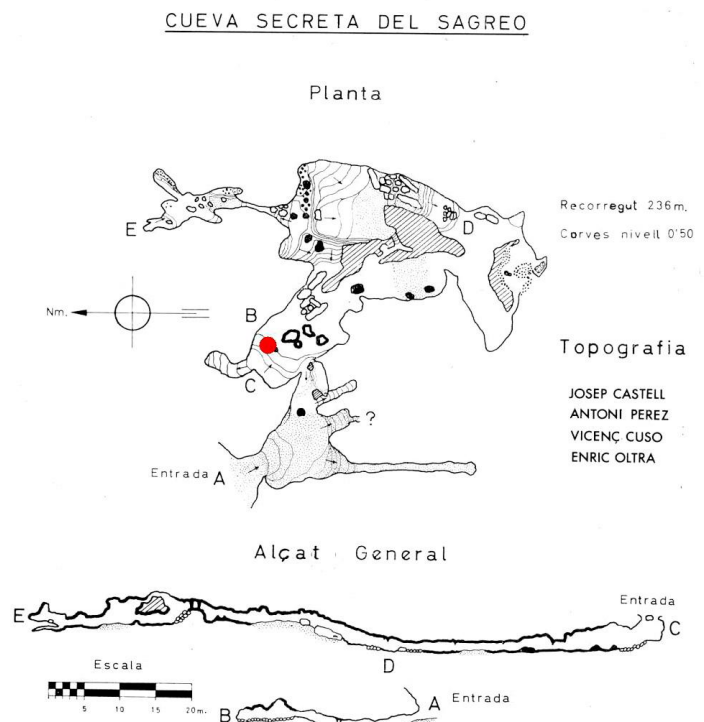 CUEVA SECRETA DEL SAGREO
Planta
E
D
Recorregut 236m.
Corves nivell 0'50
Nm.
B
C
?
Entrada A
Topografia
JOSEP CASTELL
ANTONI PEREZ
VICENÇ CUSO
ENRIC OLTRA
Alçat General
E
Entrada
C
D
Escala
5 10 15 20m.
B
A Entrada